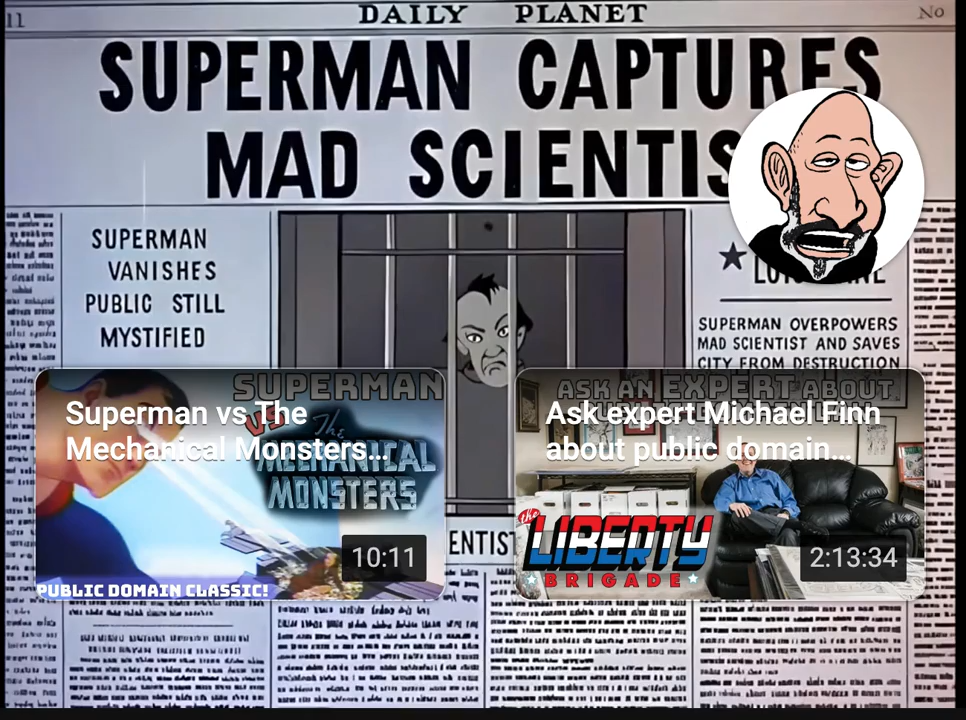 11
DAILY PLANET
No
SUPERMAN CAPTURES
MAD SCIENTIS
SUPERMAN
VANISHES
PUBLIC STILL
MYSTIFIED
SUPERMAN OVERPOWERS
MAD SCIENTIST AND SAVES
CITY FROM DESTRUCTION
SUPERMAN
VS
The
MECHANICAL
MONSTERS
Superman vs The
Mechanical Monsters...
10:11
PUBLIC DOMAIN CLASSIC!
ENTIST
ASK AN EXPERT ABOUT
Ask expert Michael Finn
about public domain...
the
LIBERTY
BRIGADE
2:13:34